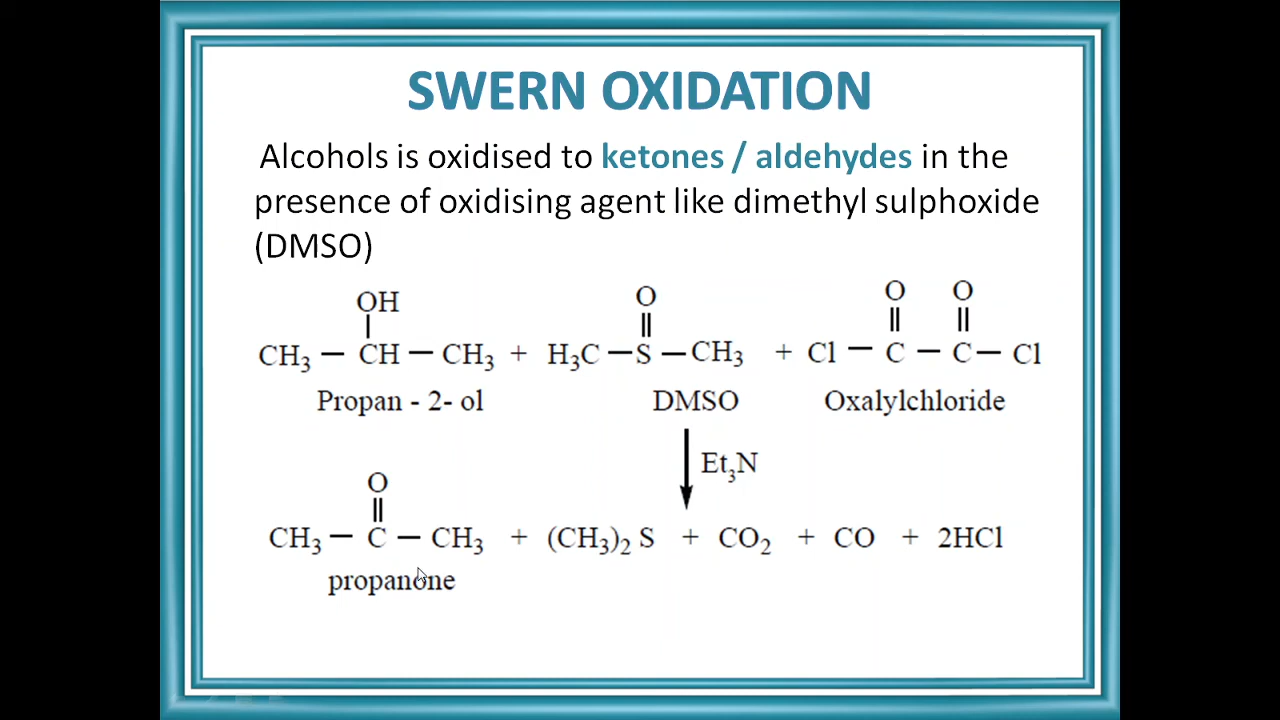 SWERN OXIDATION
Alcohols is oxidised to ketones / aldehydes in the
presence of oxidising agent like dimethyl sulphoxide
(DMSO)
OH O O O
CH₃ — CH — CH₃ + H₃C — S — CH₃ + Cl — C — C — Cl
Propan - 2- ol DMSO Oxalylchloride
Et₃N
O
CH₃ — C — CH₃ + (CH₃)₂ S + CO₂ + CO + 2HCl
propanone